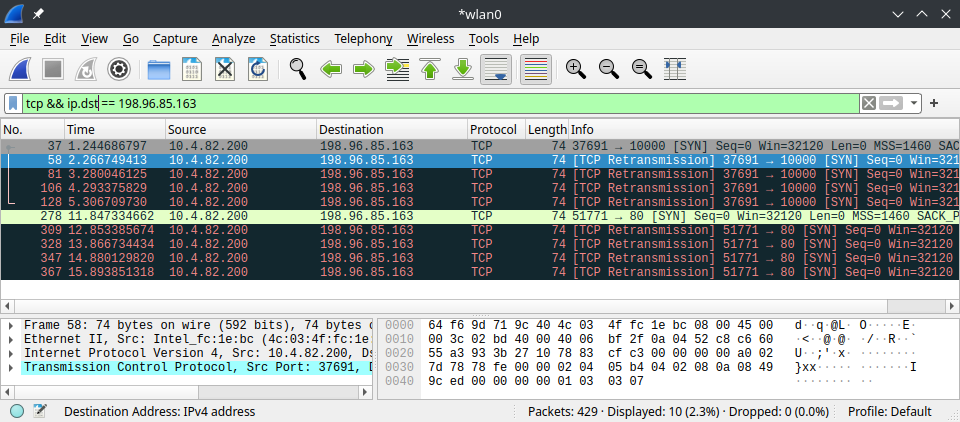 *wlan0
File Edit View Go Capture Analyze Statistics Telephony Wireless Tools Help
tcp && ip.dst == 198.96.85.163
No. Time Source Destination Protocol Length Info
37 1.244686797 10.4.82.200 198.96.85.163 TCP 74 37691 → 10000 [SYN] Seq=0 Win=32120 Len=0 MSS=1460 SAC
58 2.266749413 10.4.82.200 198.96.85.163 TCP 74 [TCP Retransmission] 37691 → 10000 [SYN] Seq=0 Win=321
81 3.280046125 10.4.82.200 198.96.85.163 TCP 74 [TCP Retransmission] 37691 → 10000 [SYN] Seq=0 Win=321
106 4.293375829 10.4.82.200 198.96.85.163 TCP 74 [TCP Retransmission] 37691 → 10000 [SYN] Seq=0 Win=321
128 5.306709730 10.4.82.200 198.96.85.163 TCP 74 [TCP Retransmission] 37691 → 10000 [SYN] Seq=0 Win=321
278 11.847334662 10.4.82.200 198.96.85.163 TCP 74 51771 → 80 [SYN] Seq=0 Win=32120 Len=0 MSS=1460 SACK_P
309 12.853385674 10.4.82.200 198.96.85.163 TCP 74 [TCP Retransmission] 51771 → 80 [SYN] Seq=0 Win=32120
328 13.866734434 10.4.82.200 198.96.85.163 TCP 74 [TCP Retransmission] 51771 → 80 [SYN] Seq=0 Win=32120
347 14.880129820 10.4.82.200 198.96.85.163 TCP 74 [TCP Retransmission] 51771 → 80 [SYN] Seq=0 Win=32120
367 15.893851318 10.4.82.200 198.96.85.163 TCP 74 [TCP Retransmission] 51771 → 80 [SYN] Seq=0 Win=32120
Frame 58: 74 bytes on wire (592 bits), 74 bytes c
Ethernet II, Src: Intel_fc:1e:bc (4c:03:4f:fc:1e
Internet Protocol Version 4, Src: 10.4.82.200, Ds
Transmission Control Protocol, Src Port: 37691, D
0000 64 f6 9d 71 9c 40 4c 03 4f fc 1e bc 08 00 45 00 d··q·@L· O·····E·
0010 00 3c 02 bd 40 00 40 06 bf 2f 0a 04 52 c8 c6 60 ·<··@·@· ·/··R··`
0020 55 a3 93 3b 27 10 78 83 cf c3 00 00 00 00 a0 02 U··;'·x· ········
0030 7d 78 78 fe 00 00 02 04 05 b4 04 02 08 0a 08 49 }xx····· ·······I
0040 9c ed 00 00 00 00 01 03 03 07 ········ ··
Destination Address: IPv4 address
Packets: 429 · Displayed: 10 (2.3%) · Dropped: 0 (0.0%)
Profile: Default